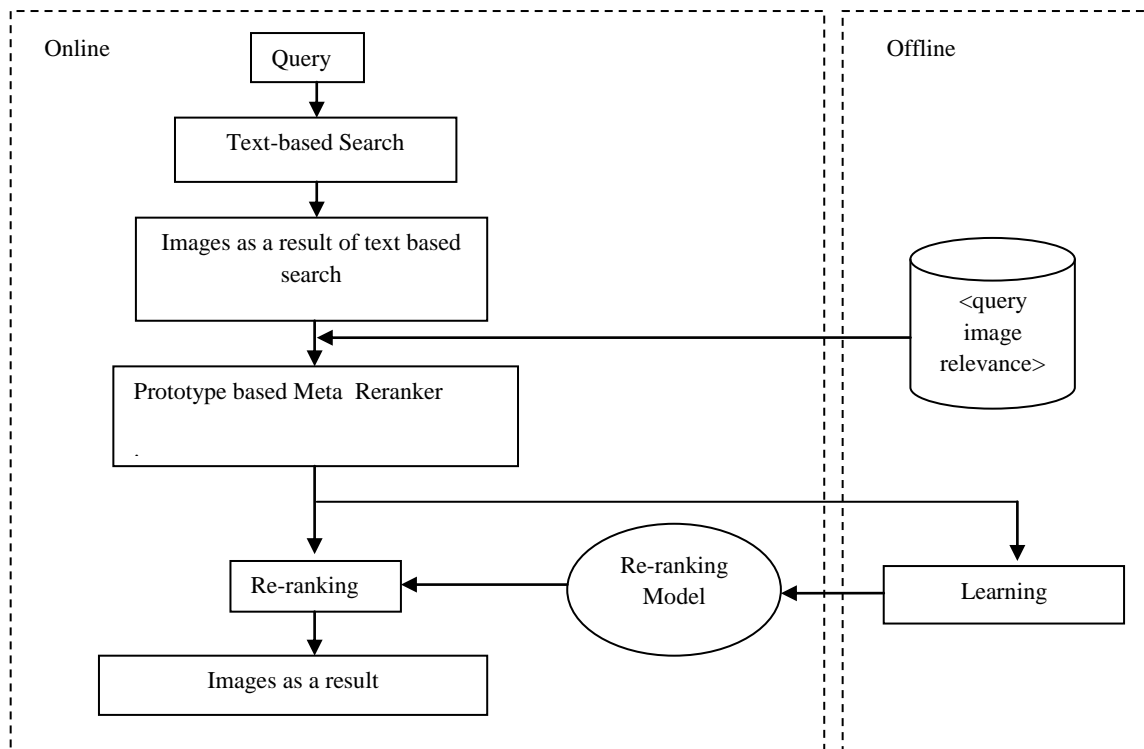 Online
Offline
Query
Text-based Search
Images as a result of text based
search
<query
image
relevance>
Prototype based Meta Reranker
.
Re-ranking
Re-ranking
Model
Learning
Images as a result